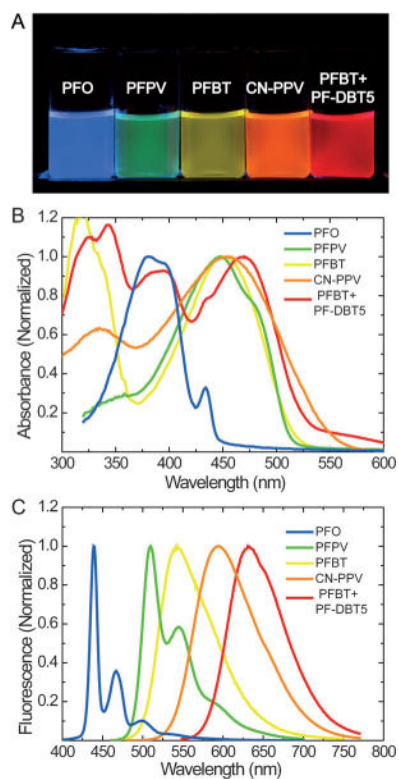 A
PFO
PFPV
PFBT
CN-PPV
PFBT+
PF-DBT5
B
Absorbance (Normalized)
1.2
1.0
0.8
0.6
0.4
0.2
PFO
PFPV
PFBT
CN-PPV
PFBT+
PF-DBT5
300 350 400 450 500 550 600
Wavelength (nm)
C
Fluorescence (Normalized)
1.2
1.0
0.8
0.6
0.4
0.2
PFO
PFPV
PFBT
CN-PPV
PFBT+
PF-DBT5
400 450 500 550 600 650 700 750 800
Wavelength (nm)